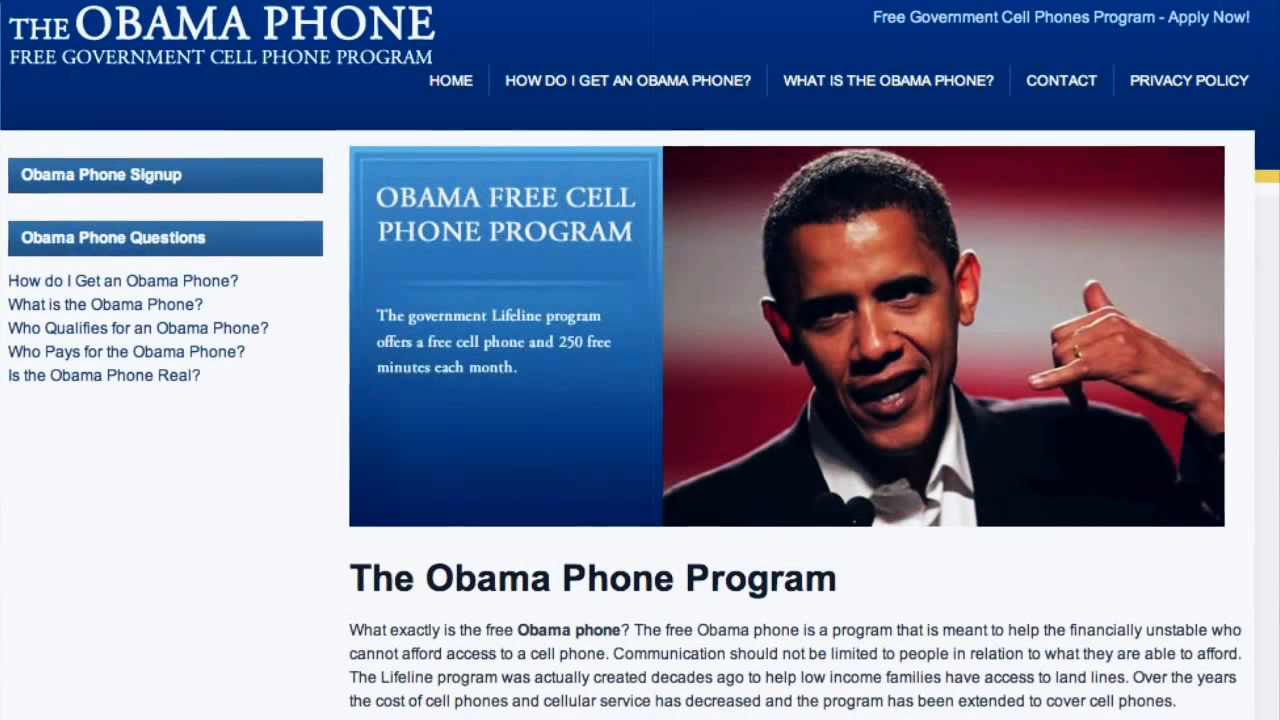 THE OBAMA PHONE
FREE GOVERNMENT CELL PHONE PROGRAM
Free Government Cell Phones Program - Apply Now!
HOME
HOW DO I GET AN OBAMA PHONE?
WHAT IS THE OBAMA PHONE?
CONTACT
PRIVACY POLICY
Obama Phone Signup
Obama Phone Questions
How do I Get an Obama Phone?
What is the Obama Phone?
Who Qualifies for an Obama Phone?
Who Pays for the Obama Phone?
Is the Obama Phone Real?
OBAMA FREE CELL
PHONE PROGRAM
The government Lifeline program
offers a free cell phone and 250 free
minutes each month.
The Obama Phone Program
What exactly is the free Obama phone? The free Obama phone is a program that is meant to help the financially unstable who
cannot afford access to a cell phone. Communication should not be limited to people in relation to what they are able to afford.
The Lifeline program was actually created decades ago to help low income families have access to land lines. Over the years
the cost of cell phones and cellular service has decreased and the program has been extended to cover cell phones.